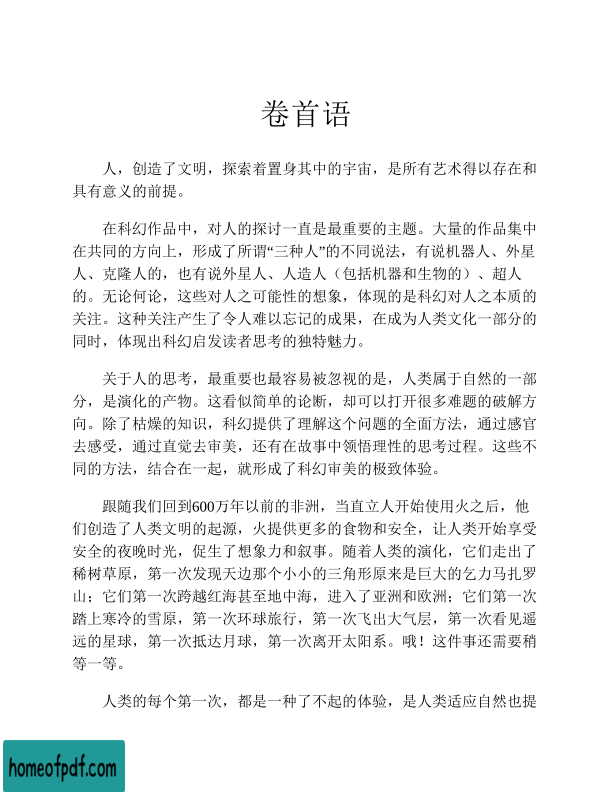 卷首语
人，创造了文明，探索着置身其中的宇宙，是所有艺术得以存在和
具有意义的前提。
在科幻作品中，对人的探讨一直是最重要的主题。大量的作品集中
在共同的方向上，形成了所谓“三种人”的不同说法，有说机器人、外星
人、克隆人的，也有说外星人、人造人（包括机器和生物的）、超人
的。无论何论，这些对人之可能性的想象，体现的是科幻对人之本质的
关注。这种关注产生了令人难以忘记的成果，在成为人类文化一部分的
同时，体现出科幻启发读者思考的独特魅力。
关于人的思考，最重要也最容易被忽视的是，人类属于自然的一部
分，是演化的产物。这看似简单的论断，却可以打开很多难题的破解方
向。除了枯燥的知识，科幻提供了理解这个问题的全面方法，通过感官
去感受，通过直觉去审美，还有在故事中领悟理性的思考过程。这些不
同的方法，结合在一起，就形成了科幻审美的极致体验。
跟随我们回到600万年以前的非洲，当直立人开始使用火之后，他
们创造了人类文明的起源，火提供更多的食物和安全，让人类开始享受
安全的夜晚时光，促生了想象力和叙事。随着人类的演化，它们走出了
稀树草原，第一次发现天边那个小小的三角形原来是巨大的乞力马扎罗
山；它们第一次跨越红海甚至地中海，进入了亚洲和欧洲；它们第一次
踏上寒冷的雪原，第一次环球旅行，第一次飞出大气层，第一次看见遥
远的星球，第一次抵达月球，第一次离开太阳系。哦！这件事还需要稍
等一等。
人类的每个第一次，都是一种了不起的体验，是人类适应自然也提
homeofpdf.com